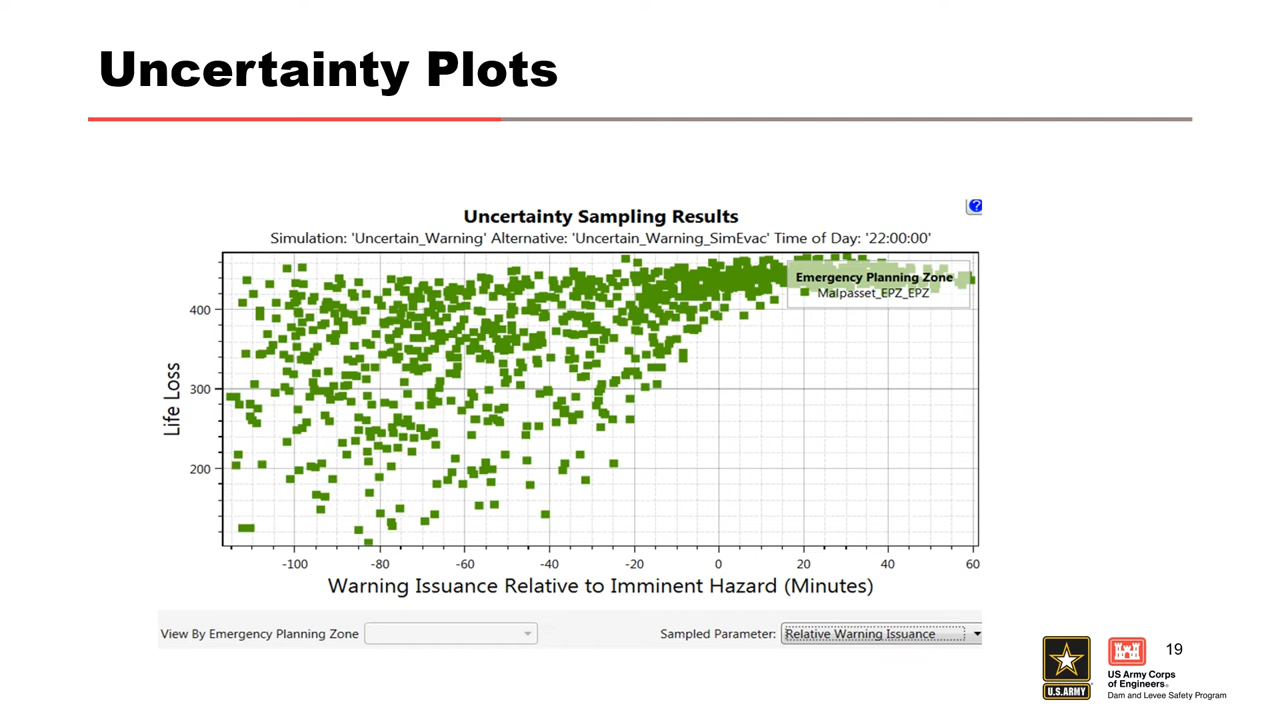 Uncertainty Plots
?
Uncertainty Sampling Results
Simulation: 'Uncertain_Warning' Alternative: 'Uncertain_Warning_SimEvac' Time of Day: '22:00:00'
Emergency Planning Zone
Malpasset_EPZ_EPZ
400
300
200
Life Loss
-100 -80 -60 -40 -20 0 20 40 60
Warning Issuance Relative to Imminent Hazard (Minutes)
View By Emergency Planning Zone Sampled Parameter: Relative Warning Issuance
19
U.S.ARMY
US Army Corps
of Engineers®
Dam and Levee Safety Program